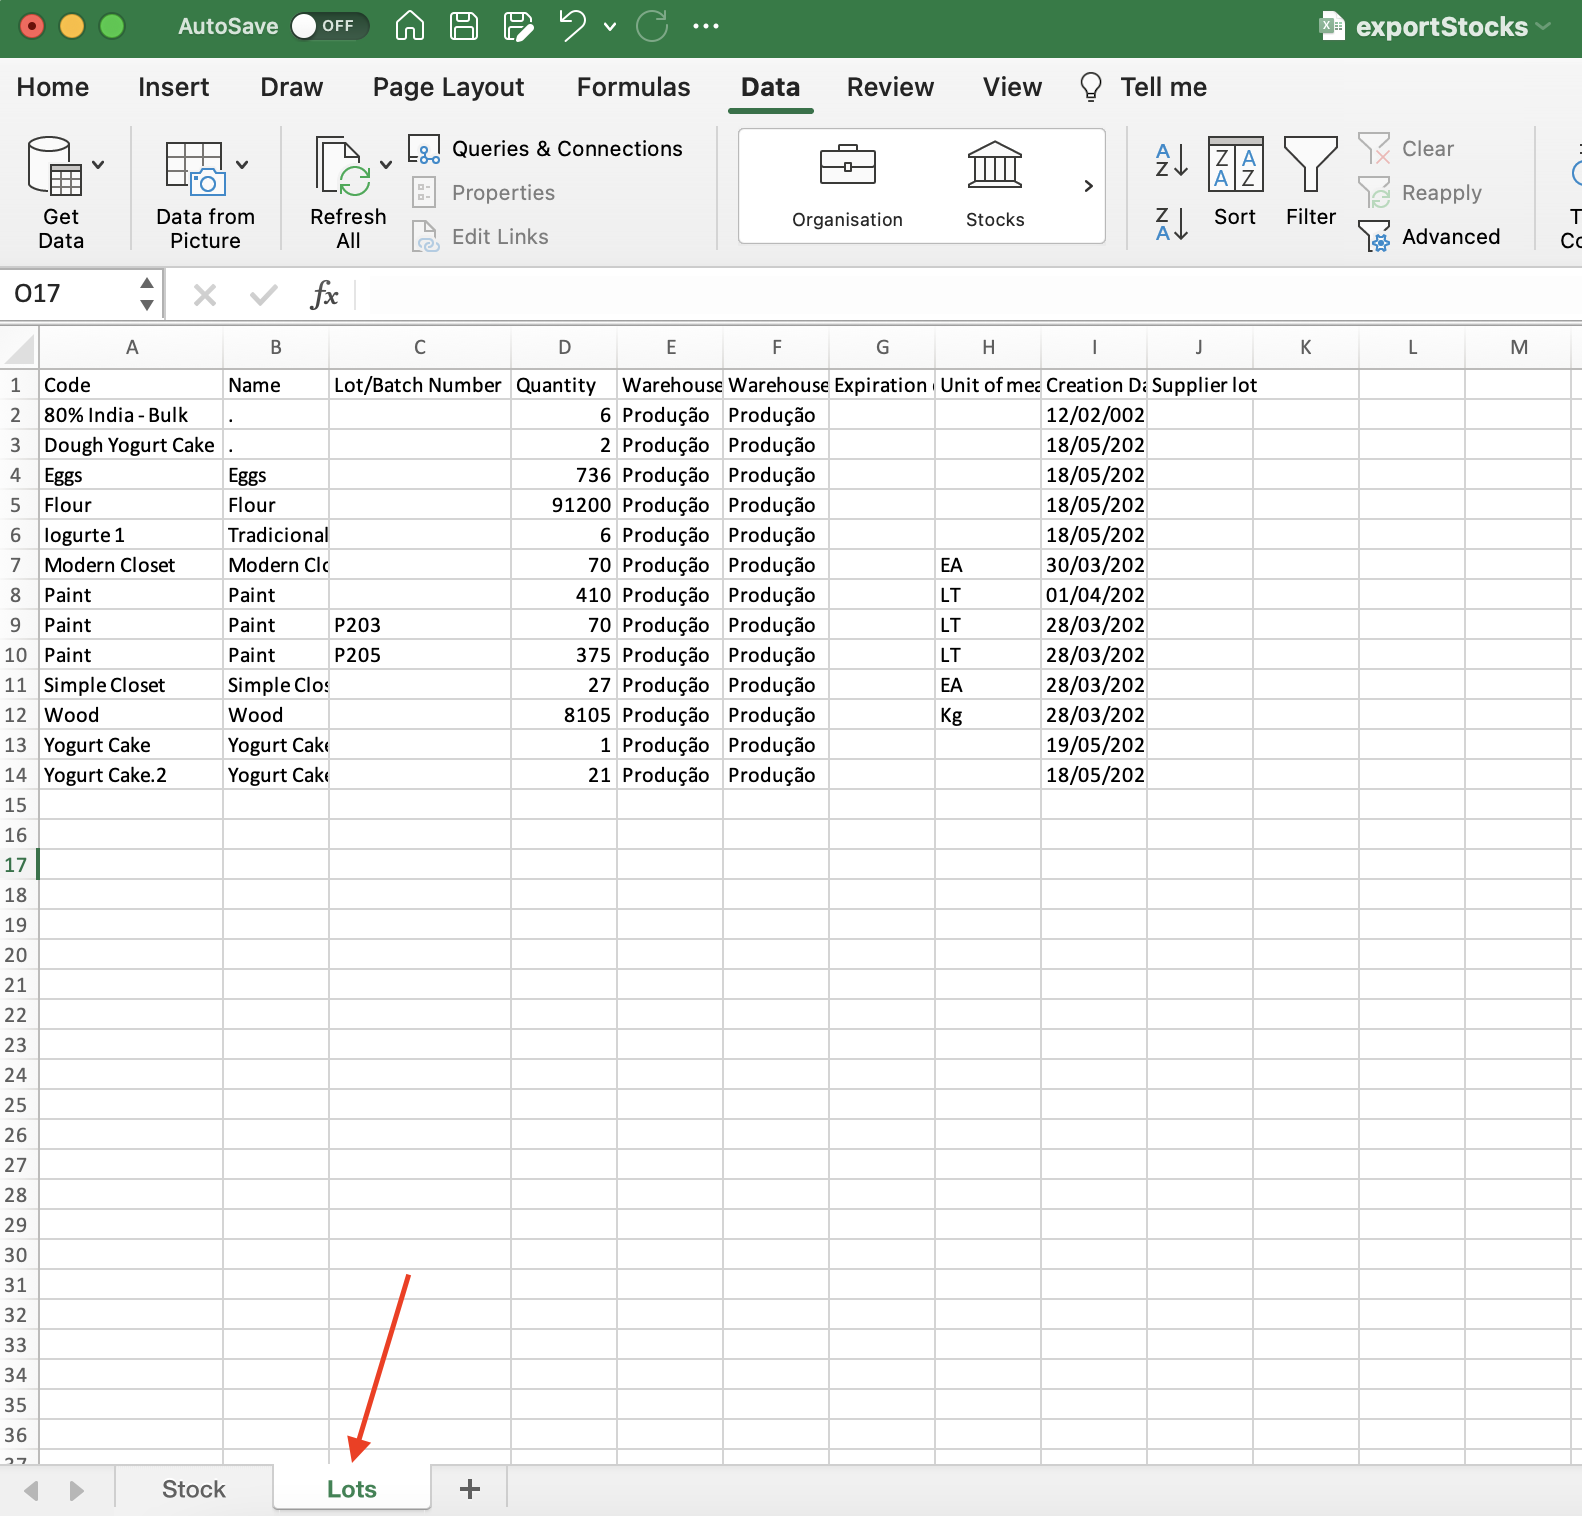 AutoSave OFF exportStocks
Home Insert Draw Page Layout Formulas Data Review View Tell me
Get Data
Data from Picture
Refresh All
Queries & Connections
Properties
Edit Links
Organisation Stocks
Sort Filter
Clear
Reapply
Advanced
O17 fx
A B C D E F G H I J K L M
1 Code Name Lot/Batch Number Quantity Warehouse Warehouse Expiration Unit of mea Creation Da Supplier lot
2 80% India - Bulk . 6 Produção Produção 12/02/002
3 Dough Yogurt Cake . 2 Produção Produção 18/05/202
4 Eggs Eggs 736 Produção Produção 18/05/202
5 Flour Flour 91200 Produção Produção 18/05/202
6 Iogurte 1 Tradicional 6 Produção Produção 18/05/202
7 Modern Closet Modern Clo 70 Produção Produção EA 30/03/202
8 Paint Paint 410 Produção Produção LT 01/04/202
9 Paint Paint P203 70 Produção Produção LT 28/03/202
10 Paint Paint P205 375 Produção Produção LT 28/03/202
11 Simple Closet Simple Clos 27 Produção Produção EA 28/03/202
12 Wood Wood 8105 Produção Produção Kg 28/03/202
13 Yogurt Cake Yogurt Cake 1 Produção Produção 19/05/202
14 Yogurt Cake.2 Yogurt Cake 21 Produção Produção 18/05/202
15
16
17
18
19
20
21
22
23
24
25
26
27
28
29
30
31
32
33
34
35
36
37
Stock Lots +